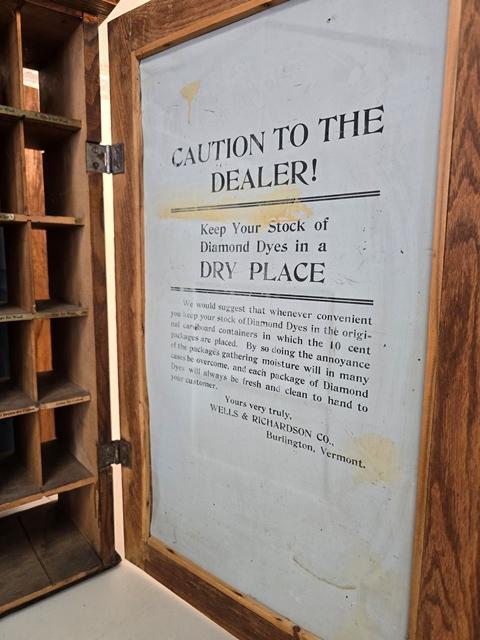 CAUTION TO THE
DEALER!
Keep Your Stock of
Diamond Dyes in a
DRY PLACE
We would suggest that whenever convenient
you keep your stock of Diamond Dyes in the origi-
nal cardboard containers in which the 10 cent
packages are placed. By so doing the annoyance
of the packages gathering moisture will in many
cases be overcome, and each package of Diamond
Dyes will always be fresh and clean to hand to
your customer.
Yours very truly,
WELLS & RICHARDSON CO.,
Burlington, Vermont.